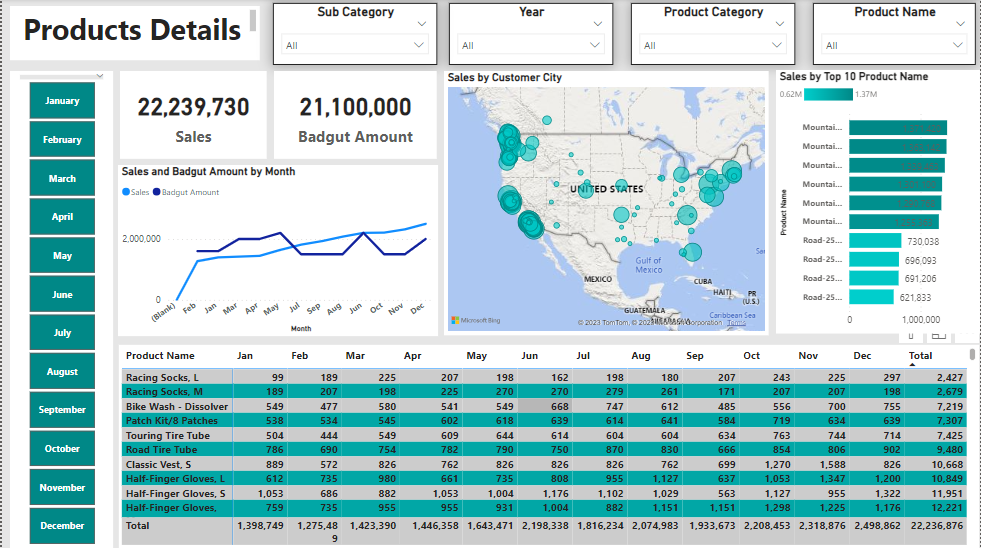 Products Details
Sub Category
All
Year
All
Product Category
All
Product Name
All
January
February
March
April
May
June
July
August
September
October
November
December
22,239,730
Sales
21,100,000
Badgut Amount
Sales and Badgut Amount by Month
Sales Badgut Amount
2,000,000
0
(Blank) Feb Jan Mar Apr May Jul Sep Aug Jun Oct Nov Dec
Month
Sales by Customer City
UNITED STATES
Gulf of
Mexico
MEXICO
CUBA
HAITI
PR
(U.S.)
GUATEMALA
Caribbean Sea
Microsoft Bing
© 2023 TomTom, © 2023 Microsoft Corporation Terms
Sales by Top 10 Product Name
0.62M 1.37M
Product Name
Mountai...
Mountai...
Mountai...
Mountai...
Mountai...
Mountai...
Road-25... 730,038
Road-25... 696,093
Road-25... 691,206
Road-25... 621,833
0 1,000,000
Product Name Jan Feb Mar Apr May Jun Jul Aug Sep Oct Nov Dec Total
Racing Socks, L 99 189 225 207 198 162 198 180 207 243 225 297 2,427
Racing Socks, M 189 207 198 225 270 270 279 261 171 207 207 198 2,679
Bike Wash - Dissolver 549 477 580 541 549 668 747 612 485 556 700 755 7,219
Patch Kit/8 Patches 538 534 545 602 618 639 614 641 584 719 634 639 7,307
Touring Tire Tube 504 444 549 609 644 614 604 604 634 763 744 714 7,425
Road Tire Tube 786 690 754 782 790 750 870 830 666 854 806 902 9,480
Classic Vest, S 889 572 826 762 826 826 826 762 699 1,270 1,588 826 10,668
Half-Finger Gloves, L 612 735 980 661 735 808 955 1,127 637 1,053 1,347 1,200 10,849
Half-Finger Gloves, S 1,053 686 882 1,053 1,004 1,176 1,102 1,029 563 1,127 955 1,322 11,951
Half-Finger Gloves, 759 735 955 955 931 1,004 882 1,151 1,151 1,298 1,225 1,176 12,221
Total 1,398,749 1,275,48 1,423,390 1,446,358 1,643,471 2,198,338 1,816,234 2,074,983 1,933,673 2,208,453 2,318,876 2,498,862 22,236,876
9